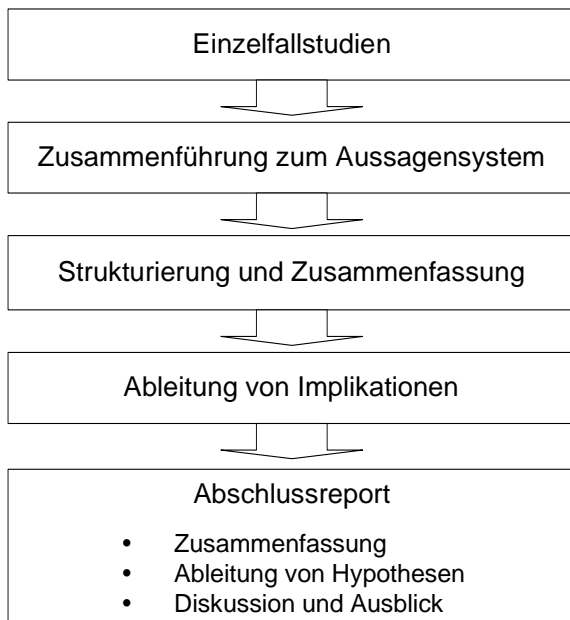 Einzelfallstudien
Zusammenführung zum Aussagensystem
Strukturierung und Zusammenfassung
Ableitung von Implikationen
Abschlussreport
• Zusammenfassung
• Ableitung von Hypothesen
• Diskussion und Ausblick